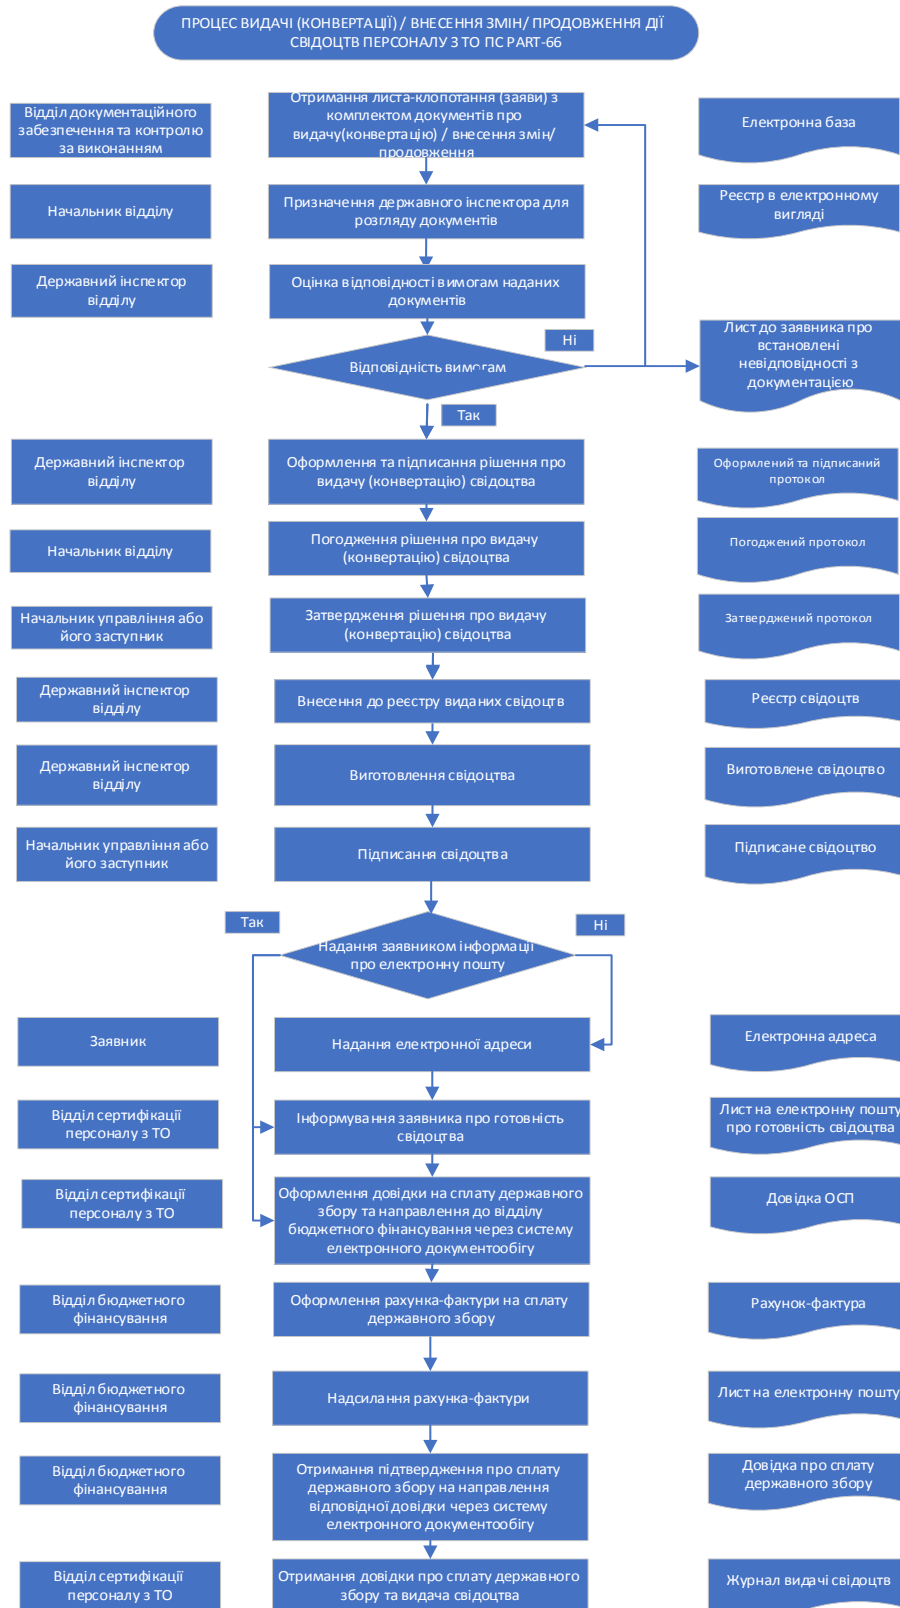 ПРОЦЕС ВИДАЧІ (КОНВЕРТАЦІЇ) / ВНЕСЕННЯ ЗМІН/ ПРОДОВЖЕННЯ ДІЇ
СВІДОЦТВ ПЕРСОНАЛУ З ТО ПС PART-66
Відділ документаційного
забезпечення та контролю
за виконанням
Отримання листа-клопотання (заяви) з
комплектом документів про
видачу(конвертацію) / внесення змін/
продовження
Електронна база
Начальник відділу
Призначення державного інспектора для
розгляду документів
Реєстр в електронному
вигляді
Державний інспектор
відділу
Оцінка відповідності вимогам наданих
документів
Ні
Відповідність вимогам
Лист до заявника про
встановлені
невідповідності з
документацією
Так
Державний інспектор
відділу
Оформлення та підписання рішення про
видачу (конвертацію) свідоцтва
Оформлений та підписаний
протокол
Начальник відділу
Погодження рішення про видачу
(конвертацію) свідоцтва
Погоджений протокол
Начальник управління або
його заступник
Затвердження рішення про видачу
(конвертацію) свідоцтва
Затверджений протокол
Державний інспектор
відділу
Внесення до реєстру виданих свідоцтв
Реєстр свідоцтв
Державний інспектор
відділу
Виготовлення свідоцтва
Виготовлене свідоцтво
Начальник управління або
його заступник
Підписання свідоцтва
Підписане свідоцтво
Так
Ні
Надання заявником інформації
про електронну пошту
Заявник
Надання електронної адреси
Електронна адреса
Відділ сертифікації
персоналу з ТО
Інформування заявника про готовність
свідоцтва
Лист на електронну пошту
про готовність свідоцтва
Відділ сертифікації
персоналу з ТО
Оформлення довідки на сплату державного
збору та направлення до відділу
бюджетного фінансування через систему
електронного документообігу
Довідка ОСП
Відділ бюджетного
фінансування
Оформлення рахунка-фактури на сплату
державного збору
Рахунок-фактура
Відділ бюджетного
фінансування
Надсилання рахунка-фактури
Лист на електронну пошту
Відділ бюджетного
фінансування
Отримання підтвердження про сплату
державного збору на направлення
відповідної довідки через систему
електронного документообігу
Довідка про сплату
державного збору
Відділ сертифікації
персоналу з ТО
Отримання довідки про сплату державного
збору та видача свідоцтва
Журнал видачі свідоцтв